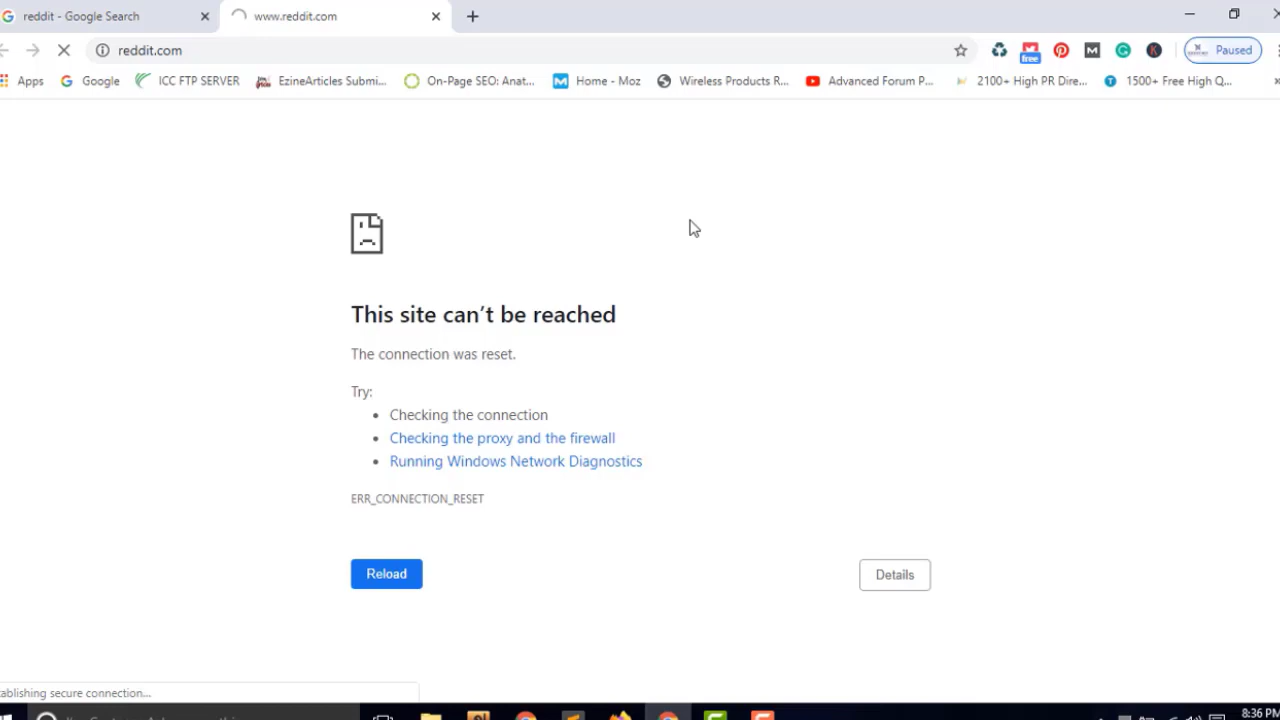 reddit - Google Search
www.reddit.com
reddit.com
free
Paused
Apps
Google
ICC FTP SERVER
EzineArticles Submi...
On-Page SEO: Anat...
Home - Moz
Wireless Products R...
Advanced Forum P...
2100+ High PR Dire...
1500+ Free High Q...
This site can't be reached
The connection was reset.
Try:
• Checking the connection
• Checking the proxy and the firewall
• Running Windows Network Diagnostics
ERR_CONNECTION_RESET
Reload
Details
ablishing secure connection...
8:36 PM